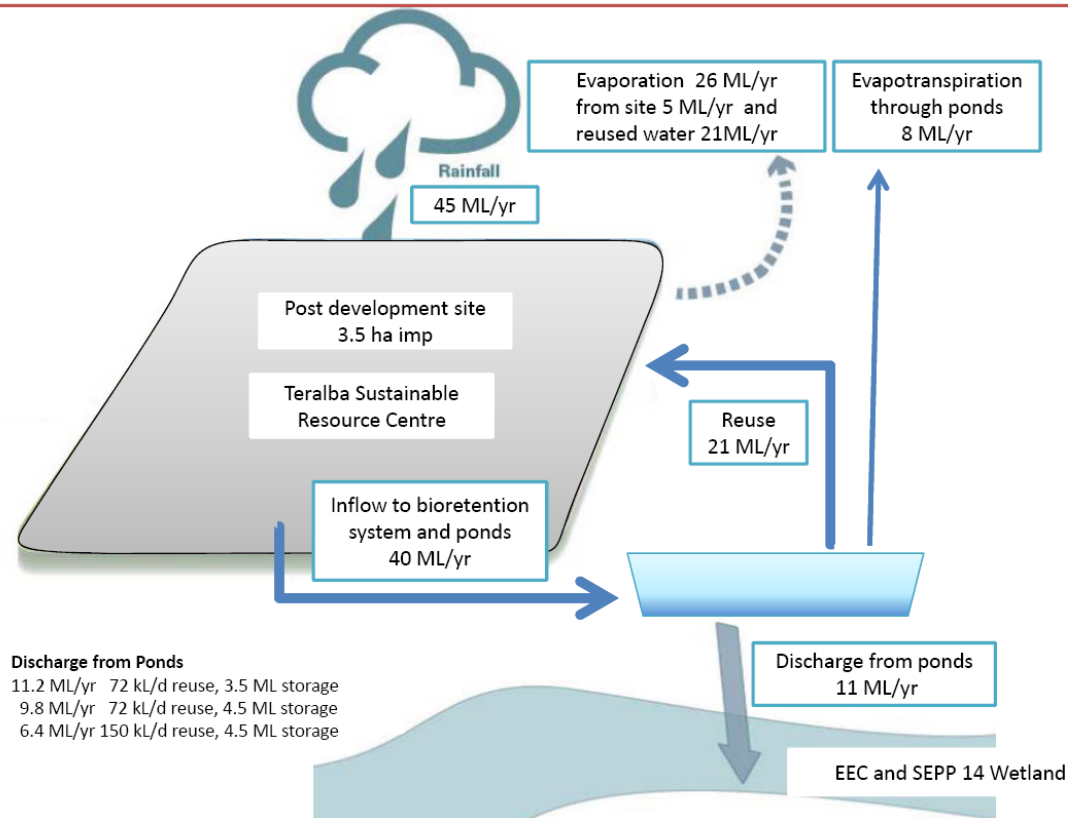 Evaporation 26 ML/yr
from site 5 ML/yr and
reused water 21ML/yr
Evapotranspiration
through ponds
8 ML/yr
Rainfall
45 ML/yr
Post development site
3.5 ha imp
Teralba Sustainable
Resource Centre
Reuse
21 ML/yr
Inflow to bioretention
system and ponds
40 ML/yr
Discharge from Ponds
11.2 ML/yr 72 kL/d reuse, 3.5 ML storage
9.8 ML/yr 72 kL/d reuse, 4.5 ML storage
6.4 ML/yr 150 kL/d reuse, 4.5 ML storage
Discharge from ponds
11 ML/yr
EEC and SEPP 14 Wetland